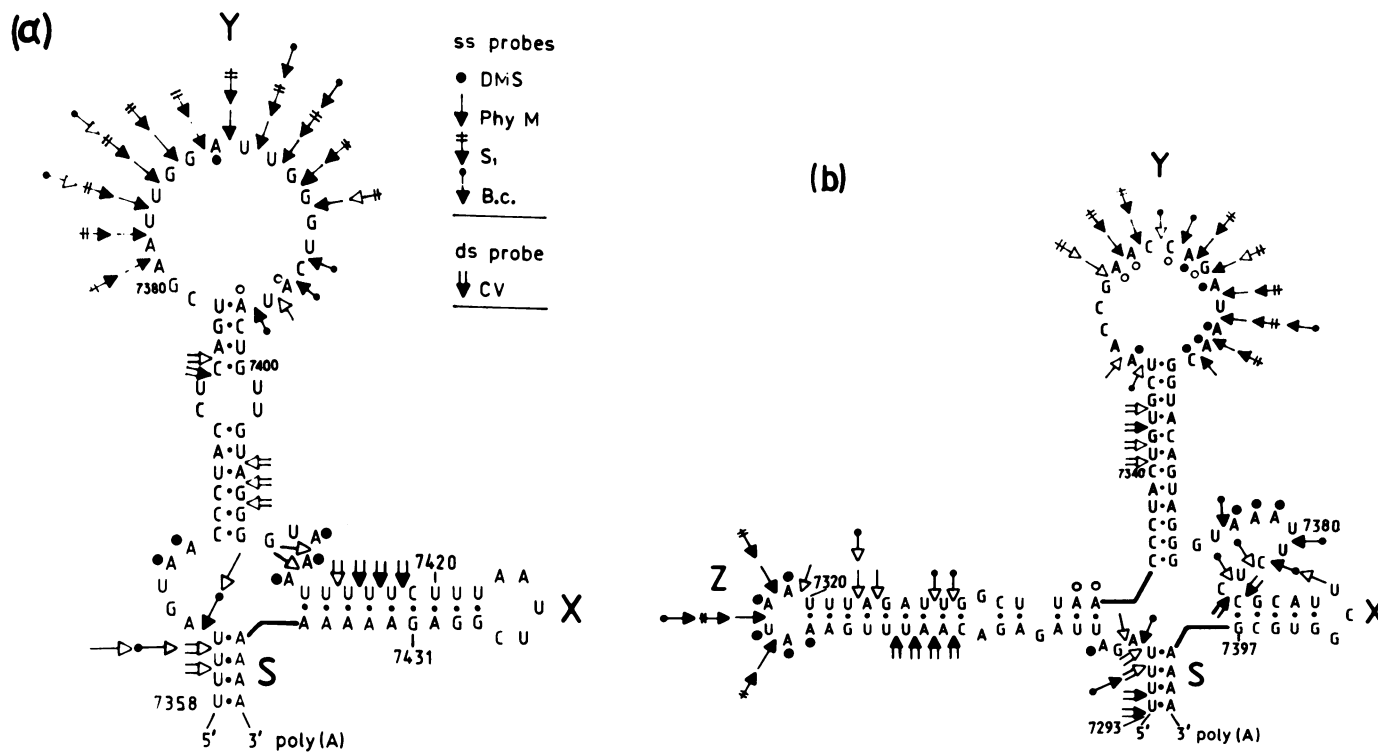 (a)
Y
ss probes
DMS
Phy M
S₁
B.c.
ds probe
CV
7380
7400
7420
7431
X
S
7358
5' 3' poly(A)
(b)
Y
Z
7320
7340
7380
7397
X
S
7293
5' 3' poly(A)
G G A U U G
U G
U G
A U
A C
G A
C U
U•A
G•C
A•U
C•G
U U
C U
C•G
A•U
U•A
C•G
C•G
C•G
G U A
A A
A
A
U
G
A
U U U U U C U U U A A
U
A A A A A G G A G U C
U•A
U•A
U•A
U•A
A A C C A G
G A
C U
C A
A A
A C
U•G
C•G
G•U
U•A
G•C
U•A
C•G
A•U
U•A
C•G
C•G
C•G
G U A A A U
U
C
U
C
C G C A U U
C
G C G U G G
A A U U U A G A U U G G C U U A A
A
U
A A U U G A U U A A C A G A G A G A U U
A G A
U•A
U•A
U•A
U•A